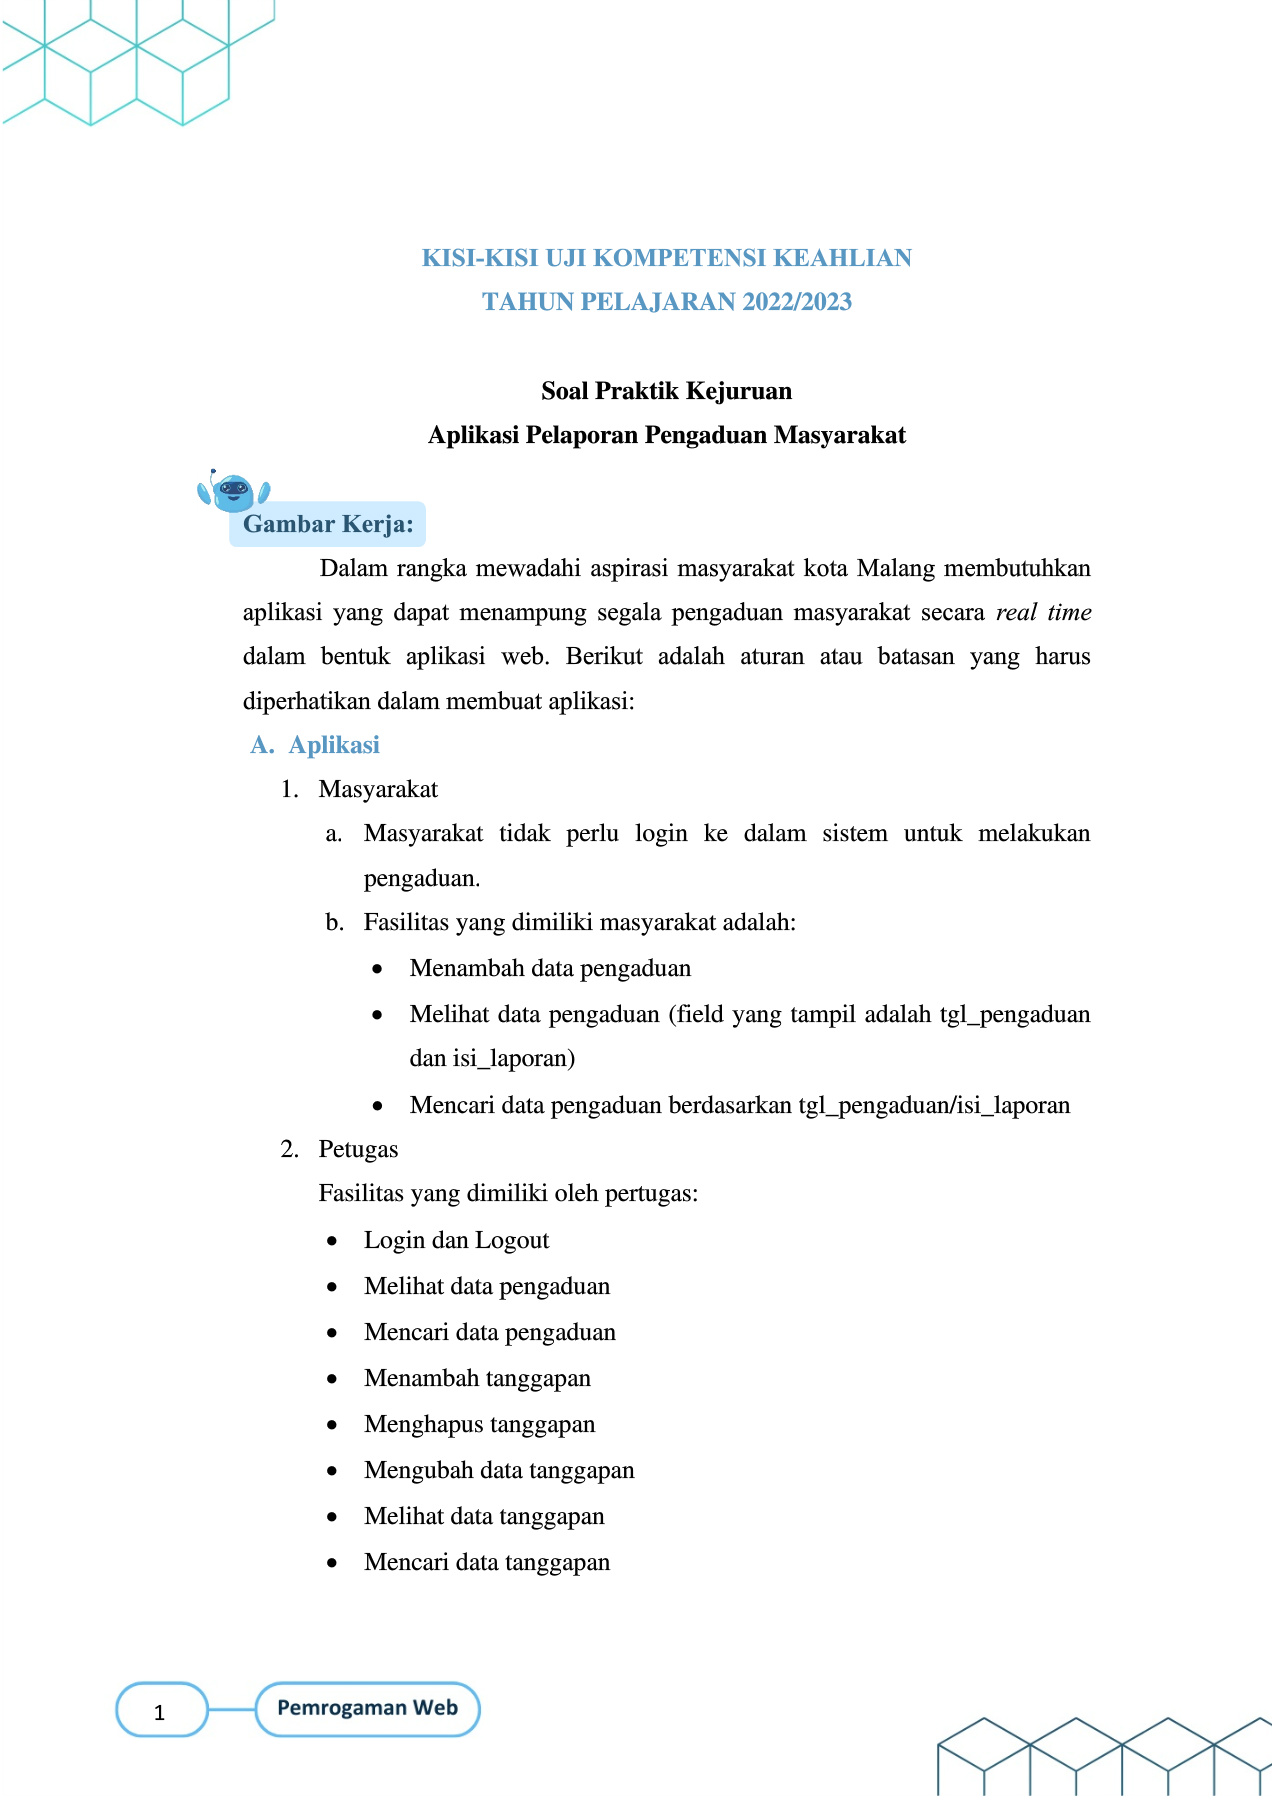 KISI-KISI UJI KOMPETENSI KEAHLIAN
TAHUN PELAJARAN 2022/2023
Soal Praktik Kejuruan
Aplikasi Pelaporan Pengaduan Masyarakat
Gambar Kerja:
Dalam rangka mewadahi aspirasi masyarakat kota Malang membutuhkan
aplikasi yang dapat menampung segala pengaduan masyarakat secara real time
dalam bentuk aplikasi web. Berikut adalah aturan atau batasan yang harus
diperhatikan dalam membuat aplikasi:
A. Aplikasi
1. Masyarakat
a. Masyarakat tidak perlu login ke dalam sistem untuk melakukan
pengaduan.
b. Fasilitas yang dimiliki masyarakat adalah:
• Menambah data pengaduan
• Melihat data pengaduan (field yang tampil adalah tgl_pengaduan
dan isi_laporan)
• Mencari data pengaduan berdasarkan tgl_pengaduan/isi_laporan
2. Petugas
Fasilitas yang dimiliki oleh pertugas:
• Login dan Logout
• Melihat data pengaduan
• Mencari data pengaduan
• Menambah tanggapan
• Menghapus tanggapan
• Mengubah data tanggapan
• Melihat data tanggapan
• Mencari data tanggapan
1 Pemrogaman Web